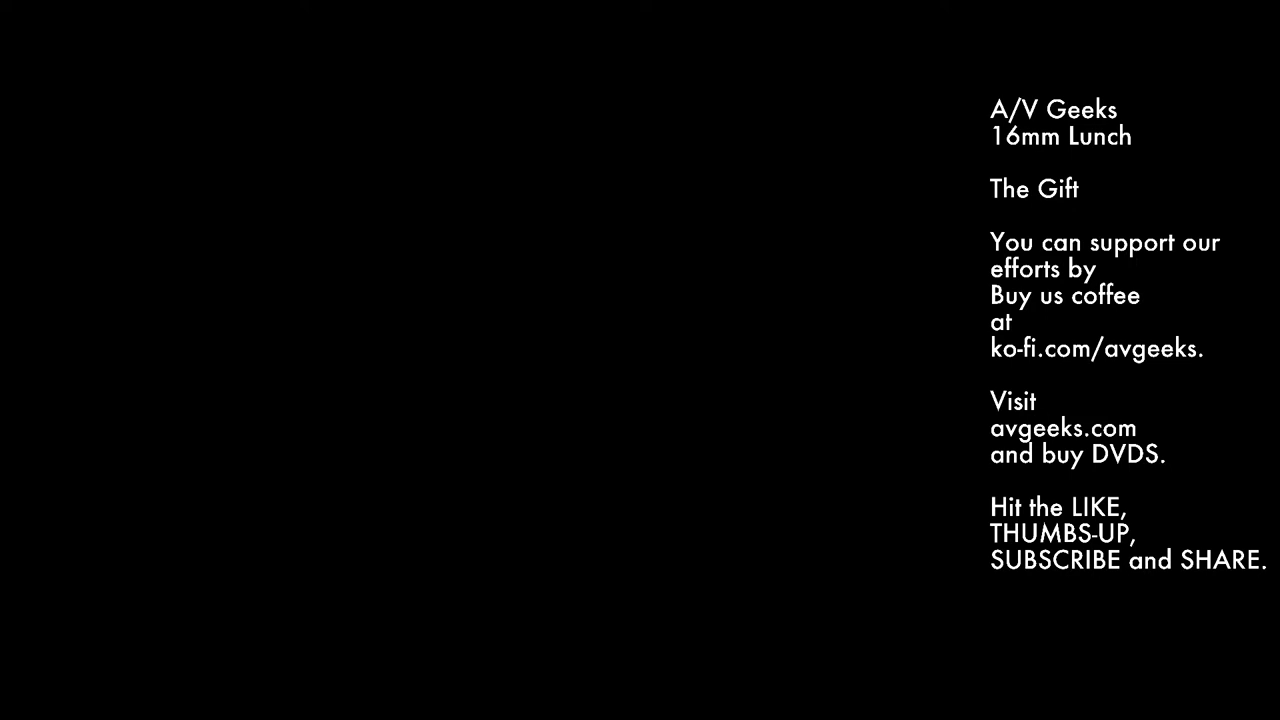 A/V Geeks
16mm Lunch
The Gift
You can support our
efforts by
Buy us coffee
at
ko-fi.com/avgeeks.
Visit
avgeeks.com
and buy DVDS.
Hit the LIKE,
THUMBS-UP,
SUBSCRIBE and SHARE.